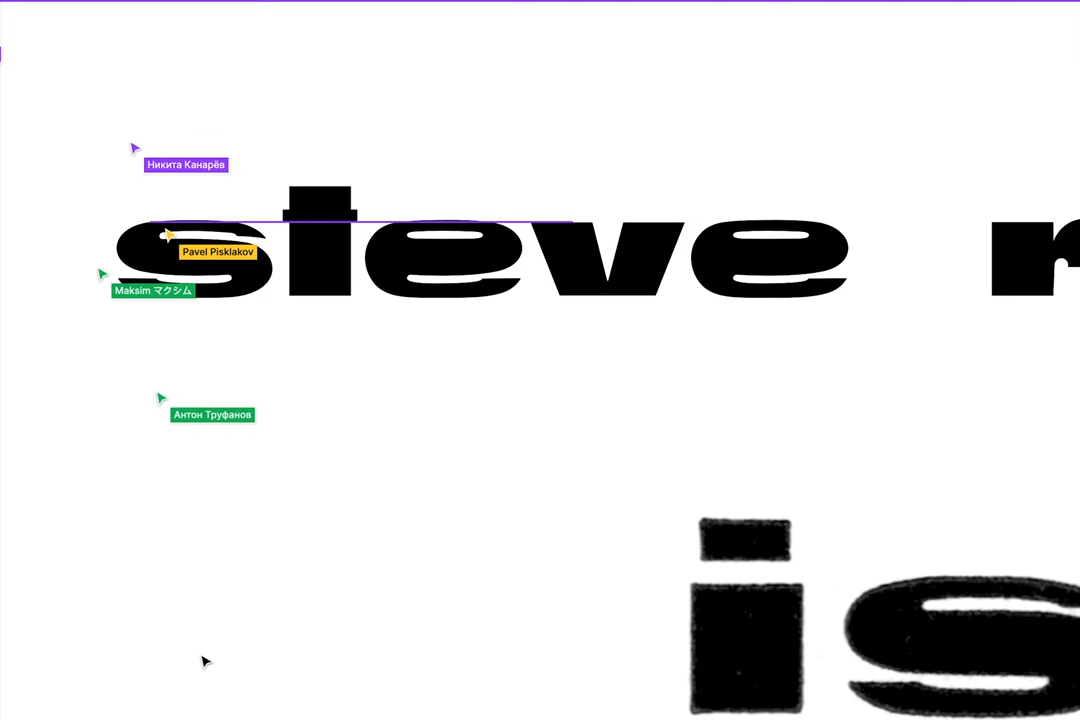 Никита Канарёв
steve r
Pavel Pisklakov
Maksim マクシム
Антон Труфанов
is